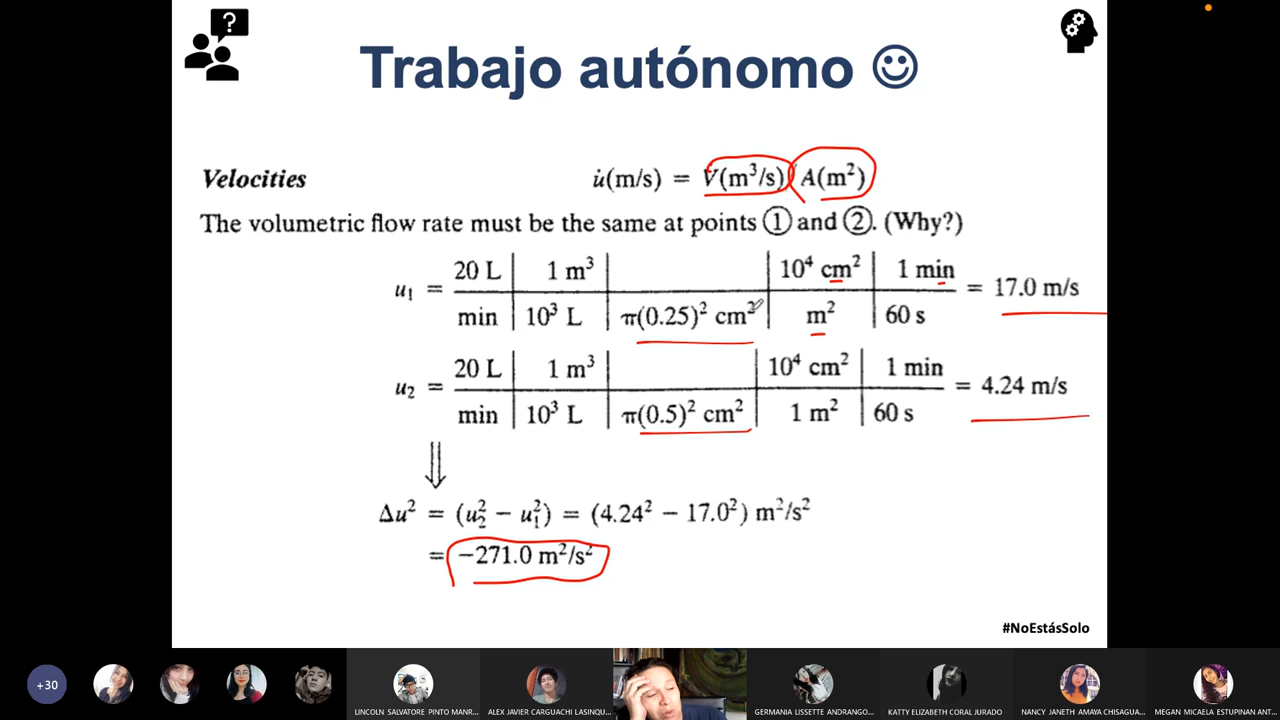 ?
Trabajo autónomo ☺
Velocities
u̇(m/s) = V̇(m³/s)/A(m²)
The volumetric flow rate must be the same at points ① and ②. (Why?)
u₁ = 20 L | 1 m³ | | 10⁴ cm² | 1 min = 17.0 m/s
min | 10³ L | π(0.25)² cm² | m² | 60 s
u₂ = 20 L | 1 m³ | | 10⁴ cm² | 1 min = 4.24 m/s
min | 10³ L | π(0.5)² cm² | 1 m² | 60 s
⇓
Δu² = (u₂² − u₁²) = (4.24² − 17.0²) m²/s²
= −271.0 m²/s²
#NoEstásSolo
+30
LINCOLN SALVATORE PINTO MANR...
ALEX JAVIER CARGUACHI LASINQU...
GERMANIA LISSETTE ANDRANGO...
KATTY ELIZABETH CORAL JURADO
NANCY JANETH AMAYA CHISAGUA...
MEGAN MICAELA ESTUPINAN ANT...